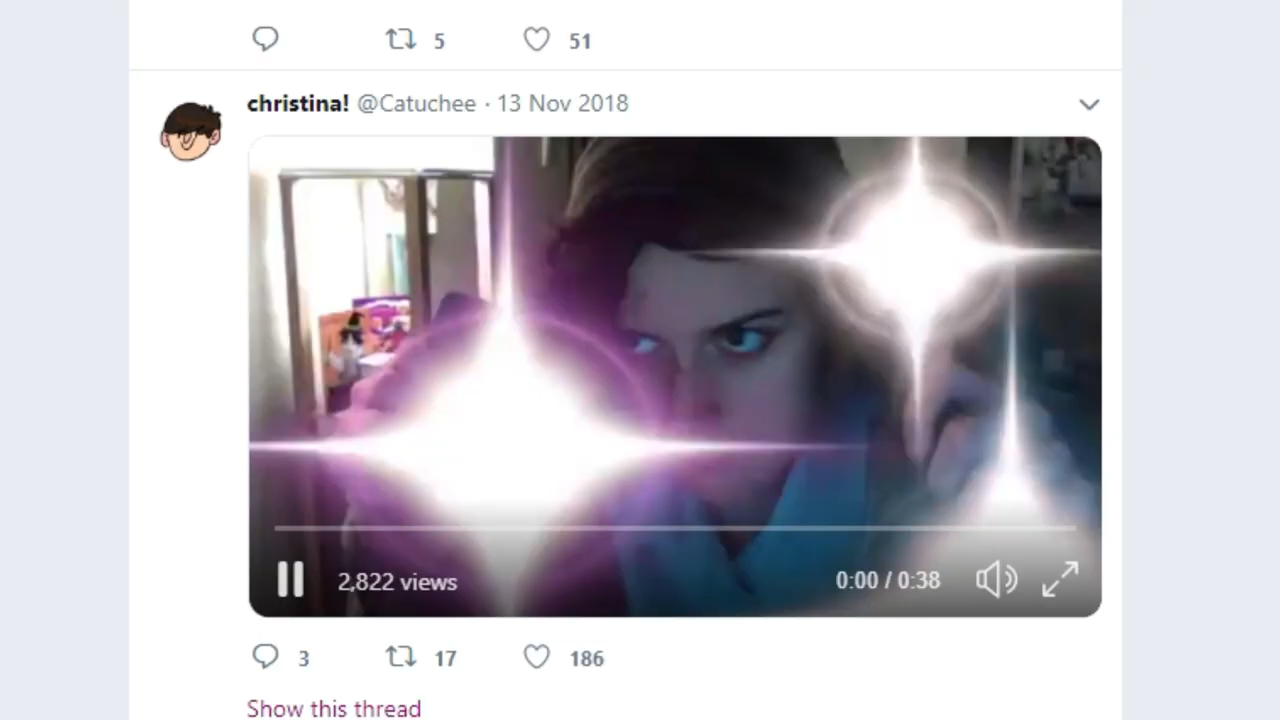 5 51
christina! @Catuchee · 13 Nov 2018
2,822 views 0:00 / 0:38
3 17 186
Show this thread